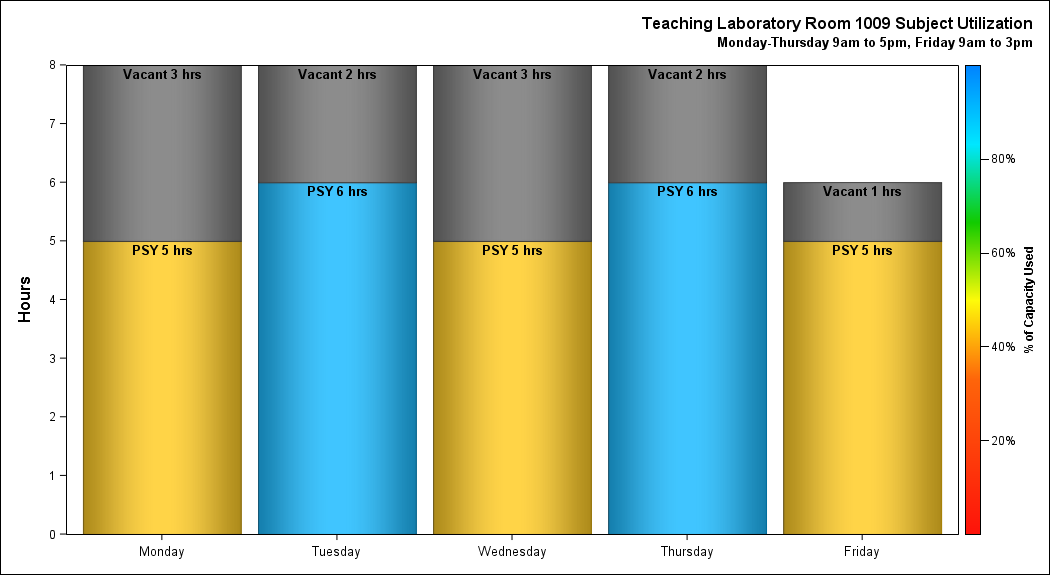 Teaching Laboratory Room 1009 Subject Utilization
Monday-Thursday 9am to 5pm, Friday 9am to 3pm
Hours
8
7
6
5
4
3
2
1
0
Vacant 3 hrs
PSY 5 hrs
Vacant 2 hrs
PSY 6 hrs
Vacant 3 hrs
PSY 5 hrs
Vacant 2 hrs
PSY 6 hrs
Vacant 1 hrs
PSY 5 hrs
Monday
Tuesday
Wednesday
Thursday
Friday
80%
60%
40%
20%
% of Capacity Used